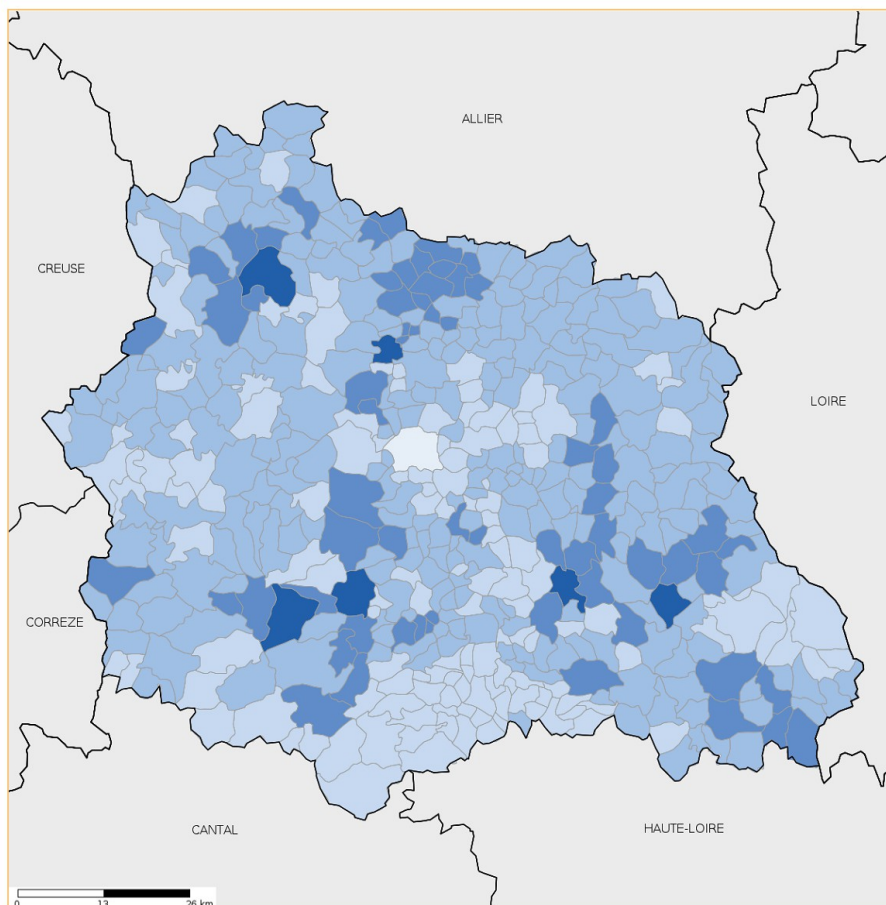 ALLIER
CREUSE
LOIRE
CORREZE
CANTAL
HAUTE-LOIRE
0 13 26 km